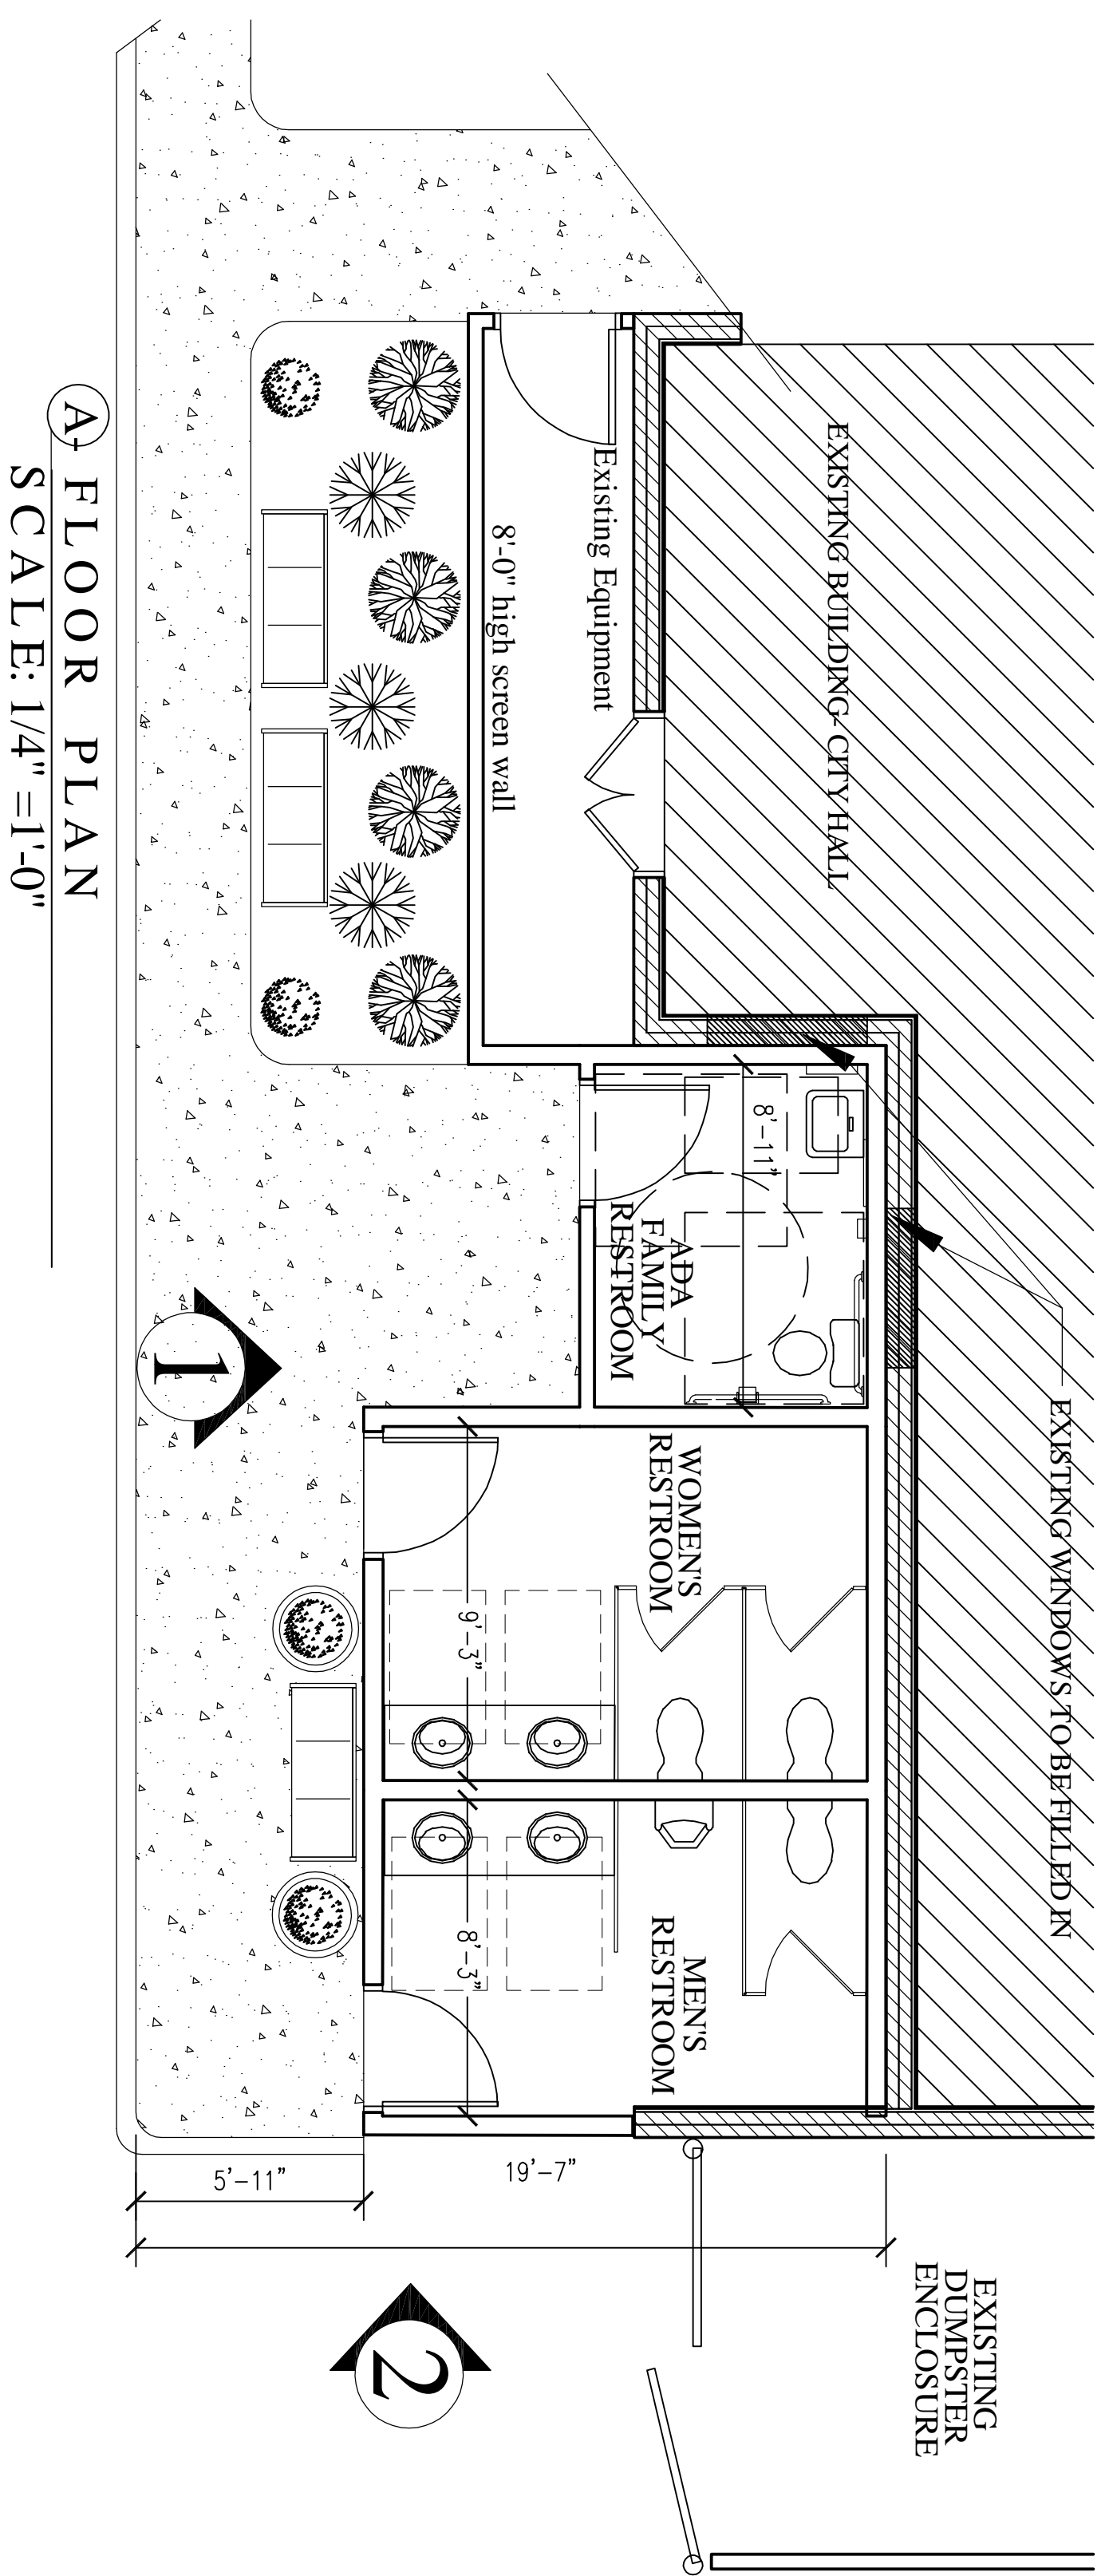 EXISTING BUILDING- CITY HALL
EXISTING WINDOWS TO BE FILLED IN
EXISTING
DUMPSTER
ENCLOSURE
Existing Equipment
8'-0" high screen wall
8'-11"
ADA
FAMILY
RESTROOM
WOMEN'S
RESTROOM
9'-3"
MEN'S
RESTROOM
8'-3"
19'-7"
5'-11"
1
2
A- FLOOR PLAN
SCALE: 1/4" =1'-0"